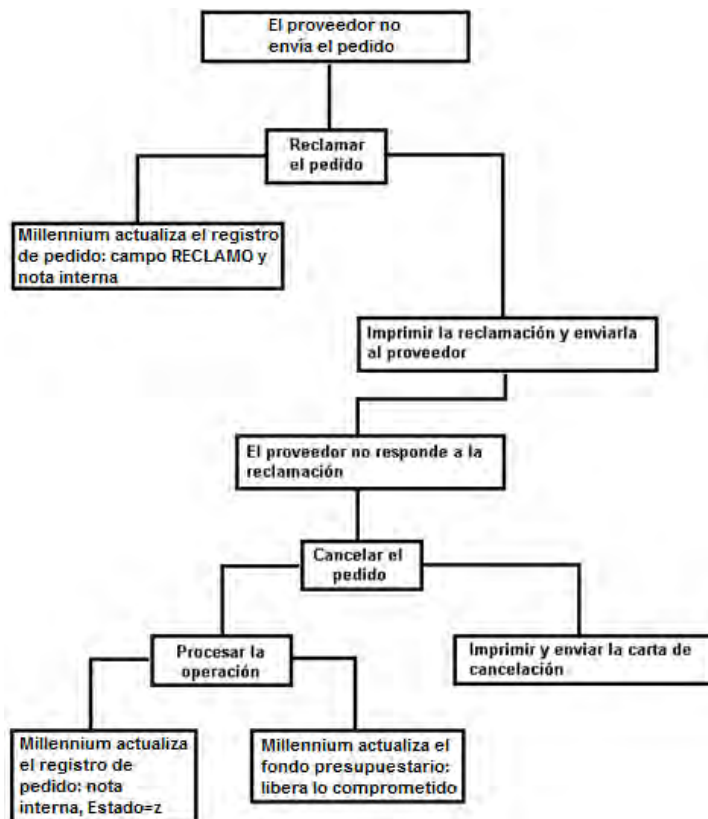 El proveedor no
envía el pedido
Reclamar
el pedido
Millennium actualiza el registro
de pedido: campo RECLAMO y
nota interna
Imprimir la reclamación y enviarla
al proveedor
El proveedor no responde a la
reclamación
Cancelar el
pedido
Procesar la
operación
Imprimir y enviar la carta de
cancelación
Millennium actualiza
el registro de
pedido: nota
interna, Estado=z
Millennium actualiza el
fondo presupuestario:
libera lo comprometido